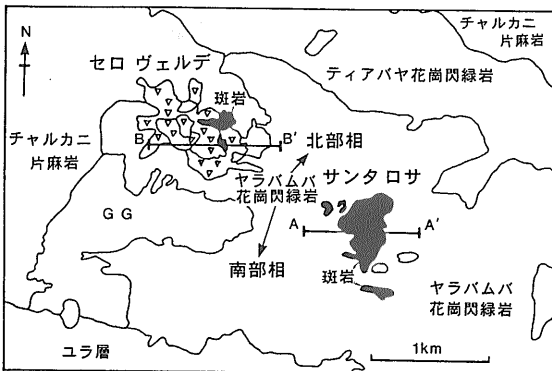 N
チャルカニ
片麻岩
セロ ヴェルデ
ティアバヤ花崗閃緑岩
斑岩
チャルカニ
片麻岩
B
B'
北部相
ヤラバムバ
花崗閃緑岩
サンタロサ
GG
A
A'
南部相
斑岩
ヤラバムバ
花崗閃緑岩
ユラ層
1km